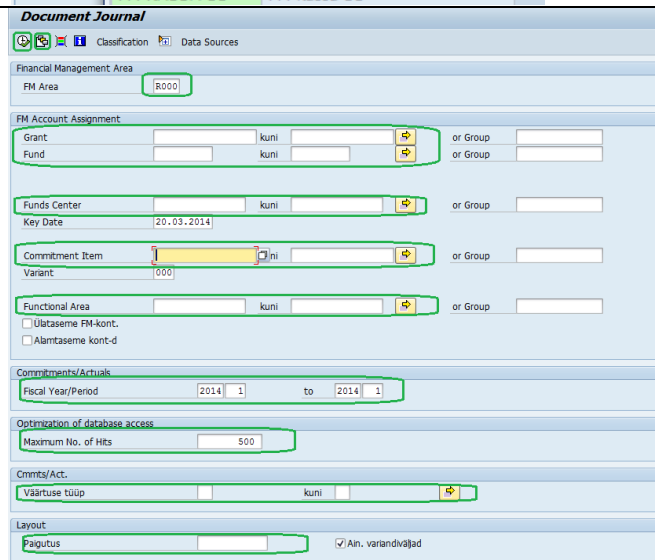 Document Journal
Classification Data Sources
Financial Management Area
FM Area R000
FM Account Assignment
Grant kuni or Group
Fund kuni or Group
Funds Center kuni or Group
Key Date 20.03.2014
Commitment Item ni or Group
Variant 000
Functional Area kuni or Group
Ülataseme FM-kont.
Alamtaseme kont-d
Commitments/Actuals
Fiscal Year/Period 2014 1 to 2014 1
Optimization of database access
Maximum No. of Hits 500
Cmmts/Act.
Väärtuse tüüp kuni
Layout
Paigutus Ain. variandiväljad